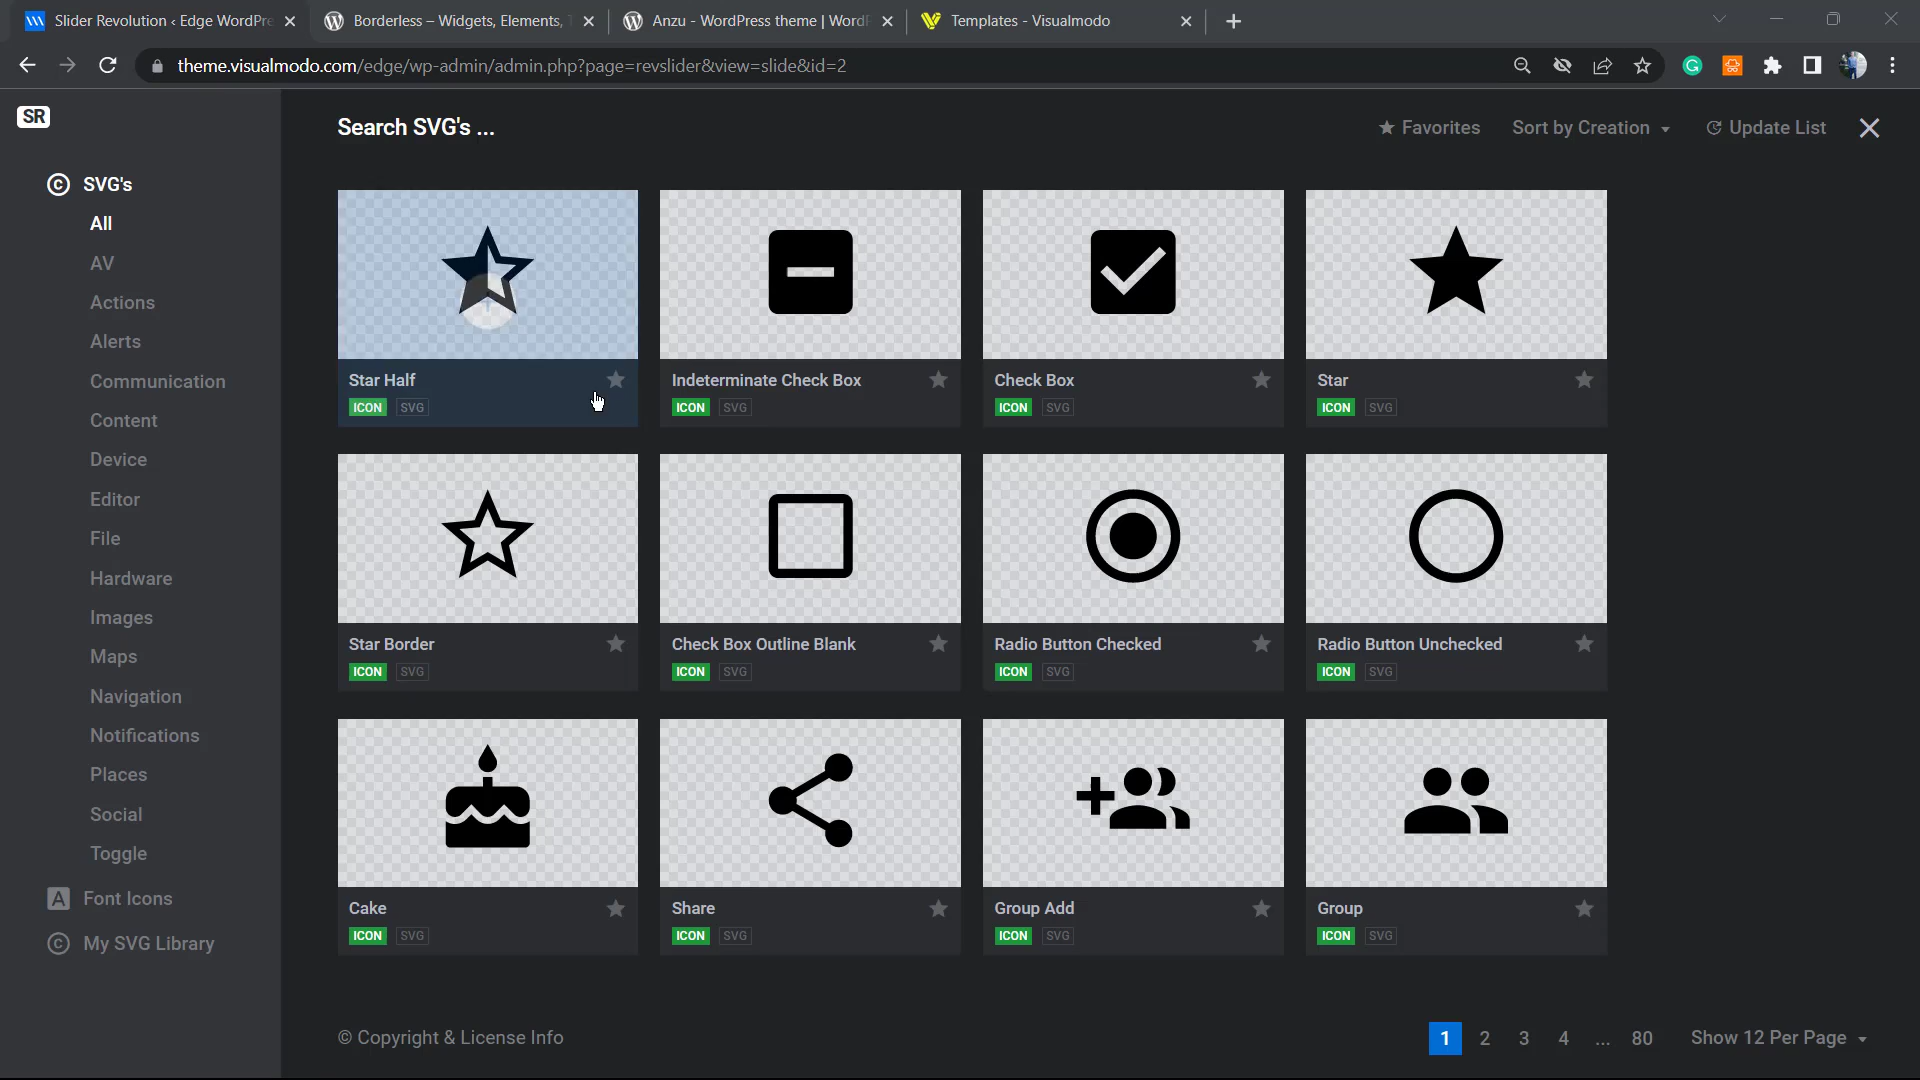 Slider Revolution ‹ Edge WordPre
Borderless – Widgets, Elements,
Anzu - WordPress theme | Word
Templates - Visualmodo
theme.visualmodo.com/edge/wp-admin/admin.php?page=revslider&view=slide&id=2
SR
Search SVG's ...
Favorites
Sort by Creation
Update List
SVG's
All
AV
Actions
Alerts
Communication
Content
Device
Editor
File
Hardware
Images
Maps
Navigation
Notifications
Places
Social
Toggle
Font Icons
My SVG Library
Star Half
ICON SVG
Indeterminate Check Box
ICON SVG
Check Box
ICON SVG
Star
ICON SVG
Star Border
ICON SVG
Check Box Outline Blank
ICON SVG
Radio Button Checked
ICON SVG
Radio Button Unchecked
ICON SVG
Cake
ICON SVG
Share
ICON SVG
Group Add
ICON SVG
Group
ICON SVG
© Copyright & License Info
1 2 3 4 ... 80
Show 12 Per Page